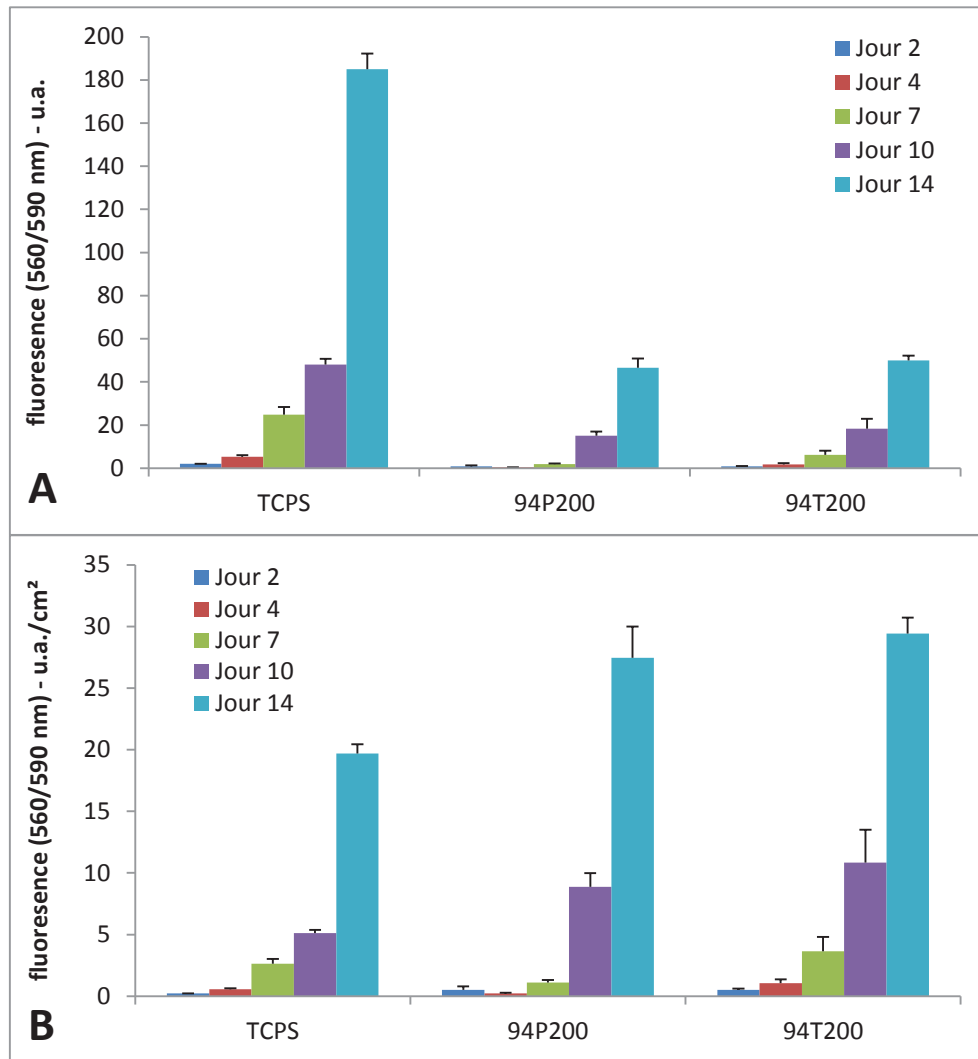 fluoresence (560/590 nm) - u.a.
200
180
160
140
120
100
80
60
40
20
0
Jour 2
Jour 4
Jour 7
Jour 10
Jour 14
TCPS
94P200
94T200
A
fluoresence (560/590 nm) - u.a./cm²
35
30
25
20
15
10
5
0
Jour 2
Jour 4
Jour 7
Jour 10
Jour 14
TCPS
94P200
94T200
B